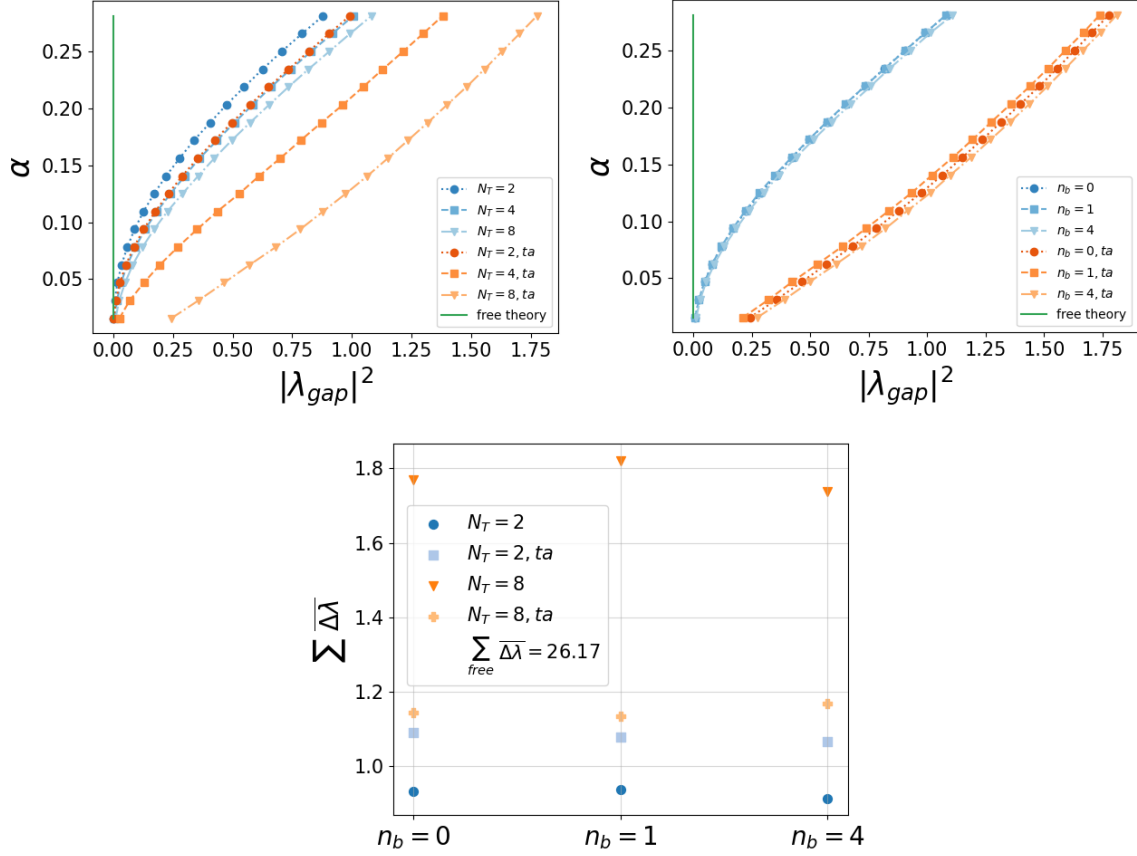 α
0.25
0.20
0.15
0.10
0.05
0.00 0.25 0.50 0.75 1.00 1.25 1.50 1.75
|λ_gap|²
N_T = 2
N_T = 4
N_T = 8
N_T = 2, ta
N_T = 4, ta
N_T = 8, ta
free theory
α
0.25
0.20
0.15
0.10
0.05
0.00 0.25 0.50 0.75 1.00 1.25 1.50 1.75
|λ_gap|²
n_b = 0
n_b = 1
n_b = 4
n_b = 0, ta
n_b = 1, ta
n_b = 4, ta
free theory
∑ \overline{Δλ}
1.8
1.6
1.4
1.2
1.0
N_T = 2
N_T = 2, ta
N_T = 8
N_T = 8, ta
∑_{free} \overline{Δλ} = 26.17
n_b = 0 n_b = 1 n_b = 4